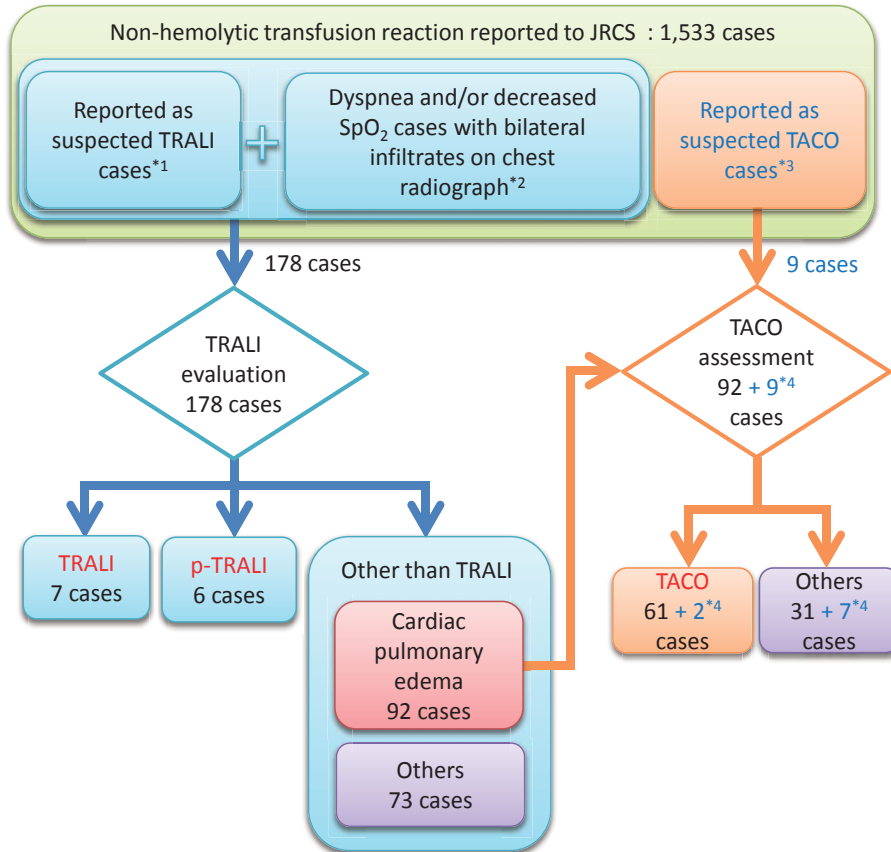 Non-hemolytic transfusion reaction reported to JRCS : 1,533 cases
Reported as
suspected TRALI
cases*1
+
Dyspnea and/or decreased
SpO2 cases with bilateral
infiltrates on chest
radiograph*2
Reported as
suspected TACO
cases*3
178 cases
9 cases
TRALI
evaluation
178 cases
TACO
assessment
92 + 9*4
cases
TRALI
7 cases
p-TRALI
6 cases
Other than TRALI
Cardiac
pulmonary
edema
92 cases
Others
73 cases
TACO
61 + 2*4
cases
Others
31 + 7*4
cases